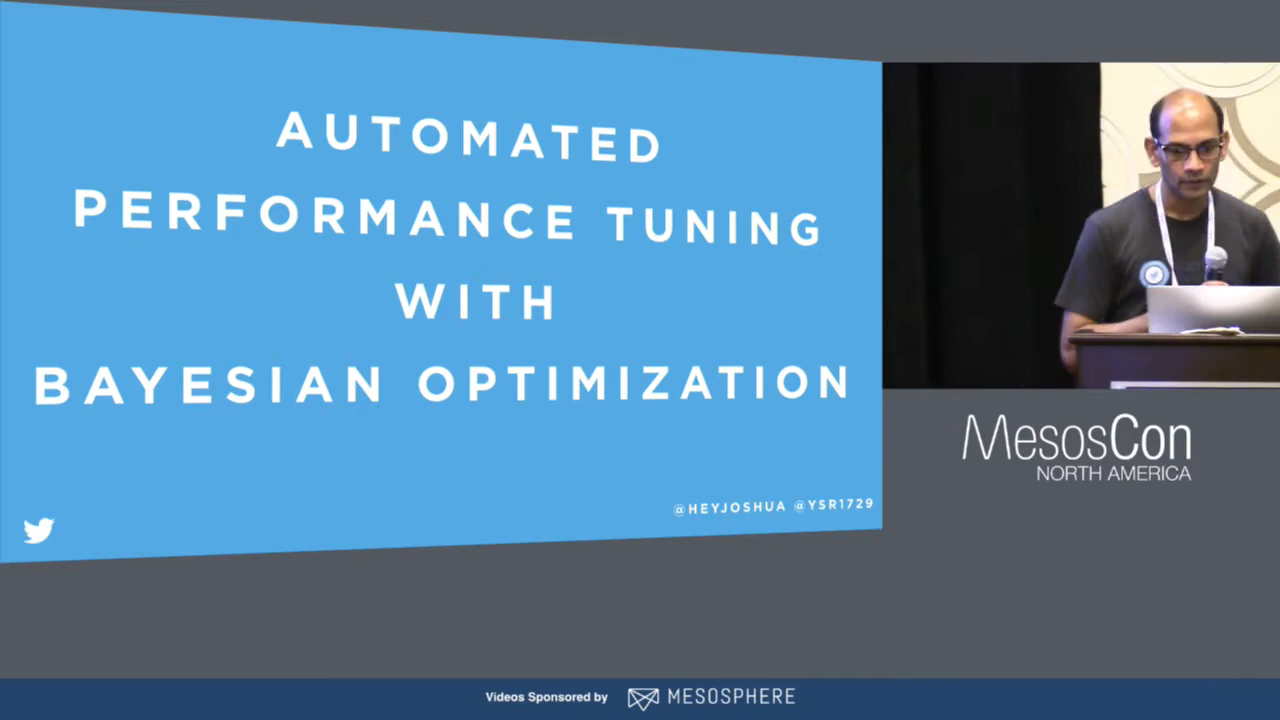 AUTOMATED
PERFORMANCE TUNING
WITH
BAYESIAN OPTIMIZATION
@HEYJOSHUA @YSR1729
MesosCon
NORTH AMERICA
Videos Sponsored by MESOSPHERE